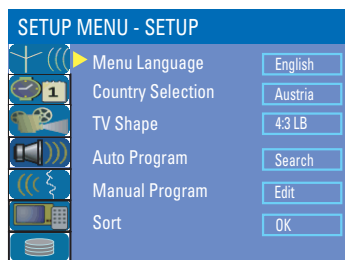 SETUP MENU - SETUP
Menu Language English
Country Selection Austria
1
TV Shape 4:3 LB
Auto Program Search
Manual Program Edit
Sort OK